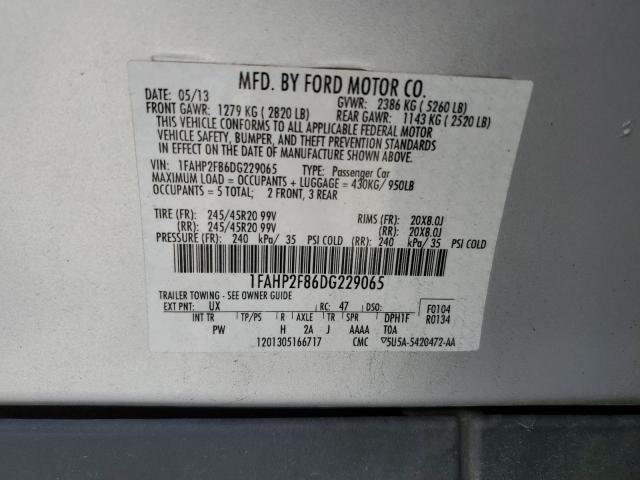 MFD. BY FORD MOTOR CO.
DATE: 05/13 GVWR: 2386 KG ( 5260 LB)
FRONT GAWR: 1279 KG ( 2820 LB) REAR GAWR: 1143 KG ( 2520 LB)
THIS VEHICLE CONFORMS TO ALL APPLICABLE FEDERAL MOTOR
VEHICLE SAFETY, BUMPER, AND THEFT PREVENTION STANDARDS
IN EFFECT ON THE DATE OF MANUFACTURE SHOWN ABOVE.
VIN: 1FAHP2F86DG229065 TYPE: Passenger Car
MAXIMUM LOAD = OCCUPANTS + LUGGAGE = 430KG/ 950LB
OCCUPANTS = 5 TOTAL; 2 FRONT, 3 REAR
TIRE (FR): 245/45R20 99V RIMS (FR): 20X8.0J
(RR): 245/45R20 99V (RR): 20X8.0J
PRESSURE (FR): 240 kPa/ 35 PSI COLD (RR): 240 kPa/ 35 PSI COLD
1FAHP2F86DG229065
TRAILER TOWING - SEE OWNER GUIDE
EXT PNT: UX RC: 47 DSO: F0104
INT TR TP/PS R AXLE TR SPR DPH1F R0134
PW H 2A J AAAA T0A
1201305166717 CMC ▽5U5A-5420472-AA